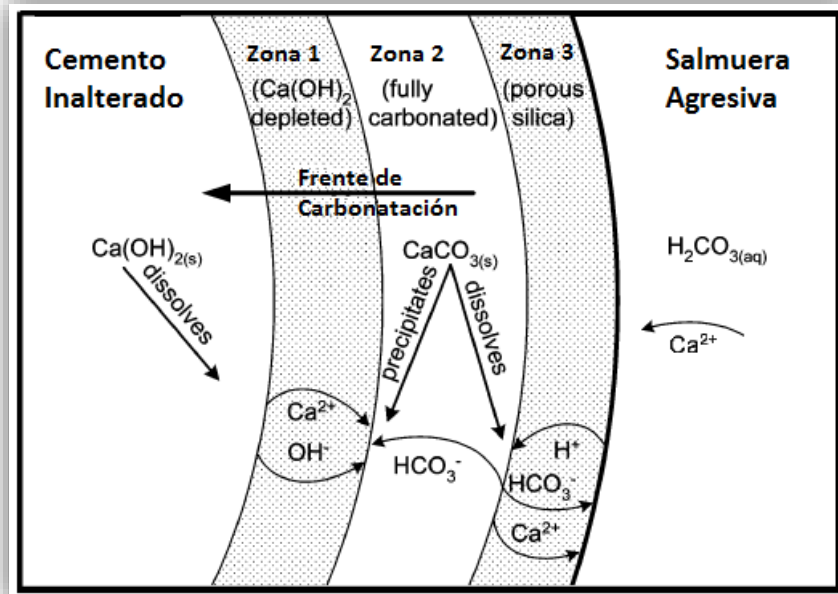 Cemento
Inalterado
Zona 1
(Ca(OH)₂
depleted)
Zona 2
(fully
carbonated)
Zona 3
(porous
silica)
Salmuera
Agresiva
Frente de
Carbonatación
Ca(OH)₂₍ₛ₎
dissolves
CaCO₃₍ₛ₎
precipitates
dissolves
H₂CO₃(aq)
Ca²⁺
Ca²⁺
OH⁻
HCO₃⁻
H⁺
HCO₃⁻
Ca²⁺